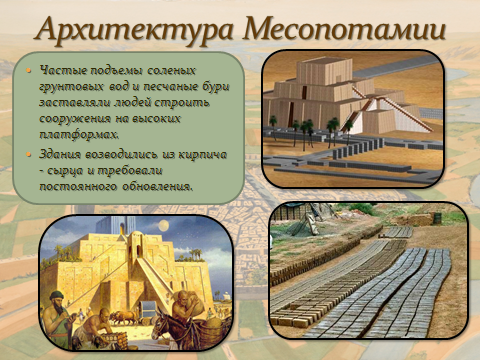 Архитектура Месопотамии
• Частые подъемы соленых
грунтовых вод и песчаные бури
заставляли людей строить
сооружения на высоких
платформах.
• Здания возводились из кирпича
- сырца и требовали
постоянного обновления.